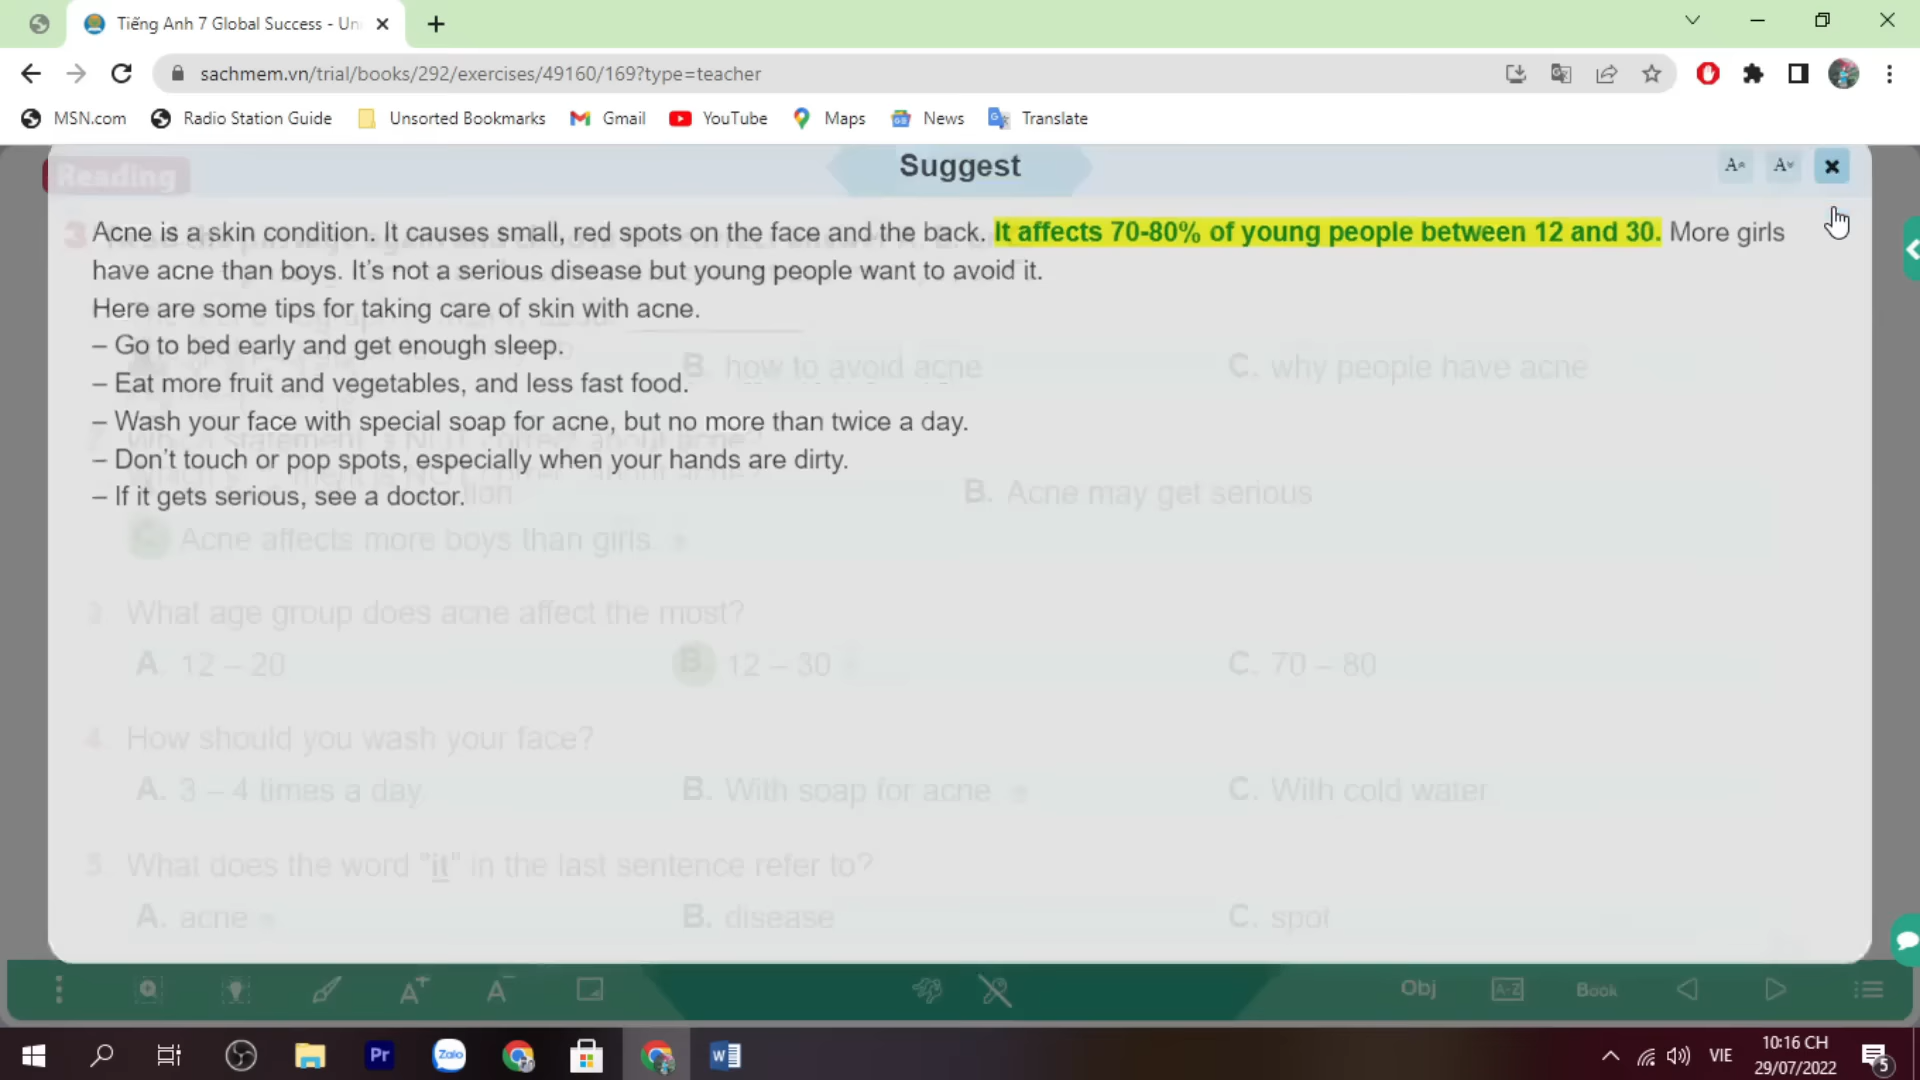 Tiếng Anh 7 Global Success - Un
sachmem.vn/trial/books/292/exercises/49160/169?type=teacher
MSN.com Radio Station Guide Unsorted Bookmarks Gmail YouTube Maps News Translate
Reading
Suggest
A A
3
Acne is a skin condition. It causes small, red spots on the face and the back. It affects 70-80% of young people between 12 and 30. More girls
have acne than boys. It's not a serious disease but young people want to avoid it.
Here are some tips for taking care of skin with acne.
– Go to bed early and get enough sleep.
B. how to avoid acne C. why people have acne
– Eat more fruit and vegetables, and less fast food.
– Wash your face with special soap for acne, but no more than twice a day.
– Don't touch or pop spots, especially when your hands are dirty.
– If it gets serious, see a doctor.
B. Acne may get serious
C. Acne affects more boys than girls
3 What age group does acne affect the most?
A. 12 – 20 B. 12 – 30 C. 70 – 80
4. How should you wash your face?
A. 3 – 4 times a day B. With soap for acne C. With cold water
5. What does the word "it" in the last sentence refer to?
A. acne B. disease C. spot
A+ A- Obj A-Z Book
Pr Zalo W VIE 10:16 CH
29/07/2022 5